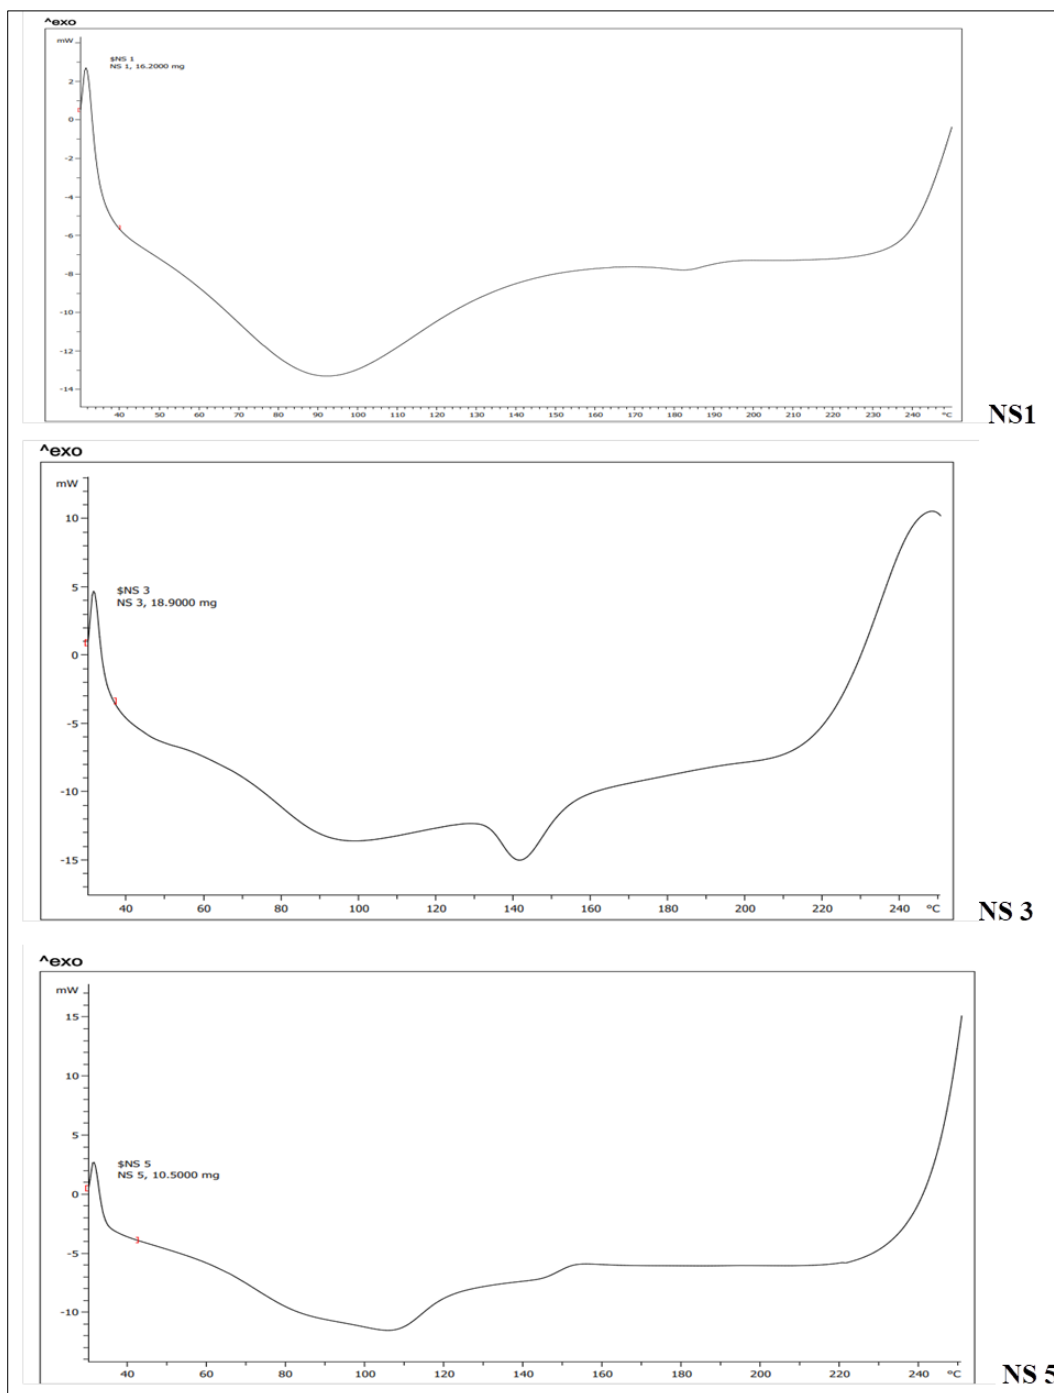 ^exo
mW
$NS 1
NS 1, 16.2000 mg
2
0
-2
-4
-6
-8
-10
-12
-14
40 50 60 70 80 90 100 110 120 130 140 150 160 170 180 190 200 210 220 230 240 °C
NS1
^exo
mW
10
$NS 3
5
NS 3, 18.9000 mg
0
-5
-10
-15
40 60 80 100 120 140 160 180 200 220 240 °C
NS 3
^exo
mW
15
10
5
$NS 5
NS 5, 10.5000 mg
0
-5
-10
40 60 80 100 120 140 160 180 200 220 240 °C
NS 5